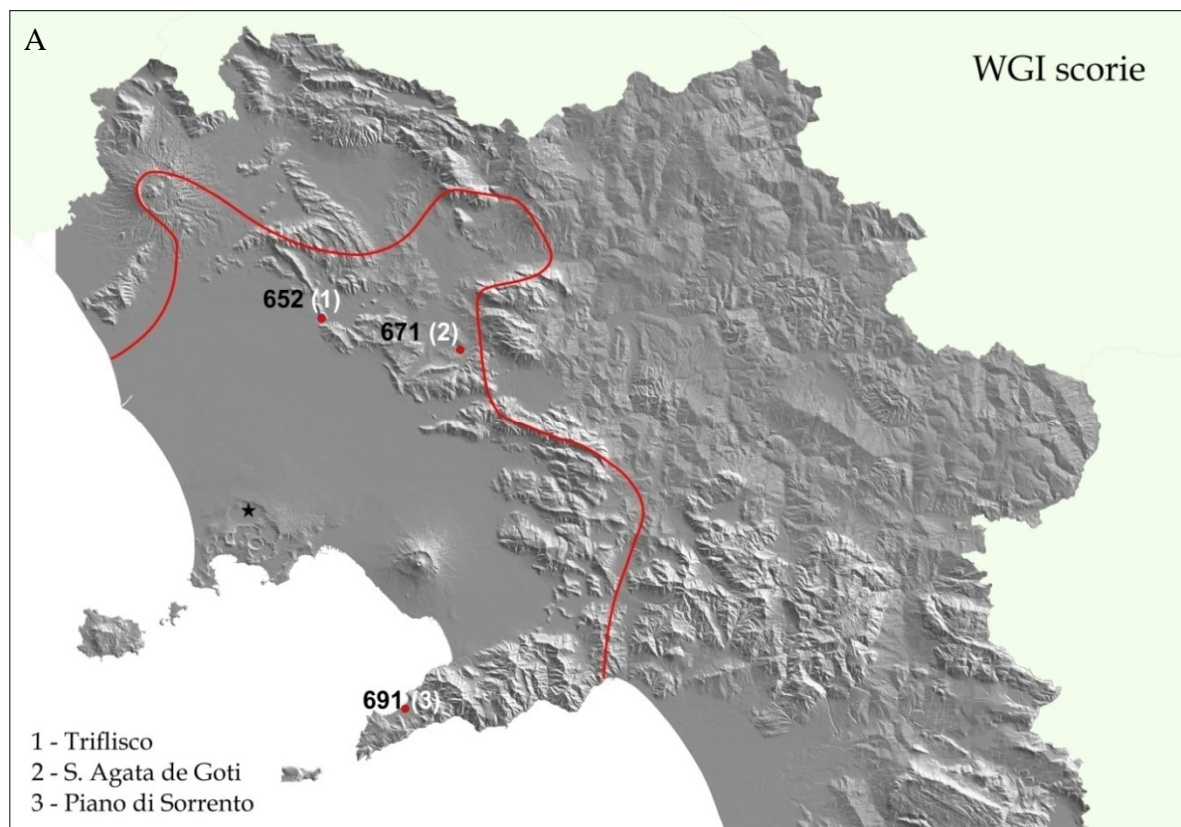 A
WGI scorie
652 (1)
671 (2)
691 (3)
1 - Triflisco
2 - S. Agata de Goti
3 - Piano di Sorrento